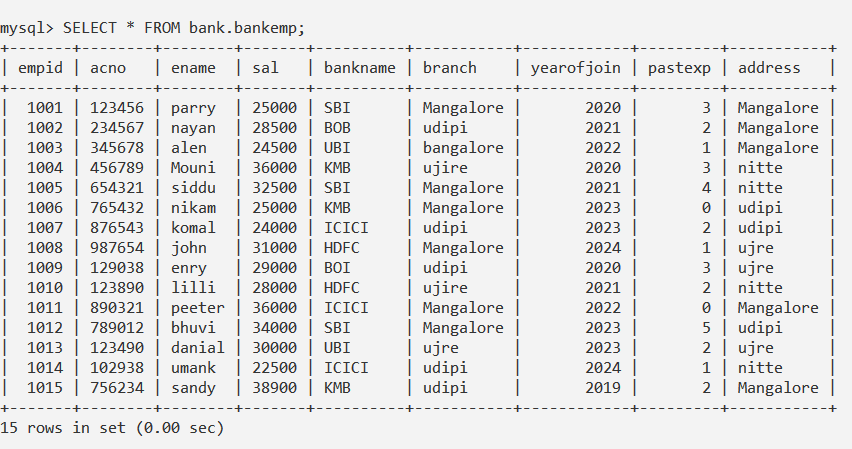 mysql> SELECT * FROM bank.bankemp;
+-------+--------+--------+-------+----------+-----------+------------+---------+-----------+
| empid | acno   | ename  | sal   | bankname | branch    | yearofjoin | pastexp | address   |
+-------+--------+--------+-------+----------+-----------+------------+---------+-----------+
|  1001 | 123456 | parry  | 25000 | SBI      | Mangalore |       2020 |       3 | Mangalore |
|  1002 | 234567 | nayan  | 28500 | BOB      | udipi     |       2021 |       2 | Mangalore |
|  1003 | 345678 | alen   | 24500 | UBI      | bangalore |       2022 |       1 | Mangalore |
|  1004 | 456789 | Mouni  | 36000 | KMB      | ujire     |       2020 |       3 | nitte     |
|  1005 | 654321 | siddu  | 32500 | SBI      | Mangalore |       2021 |       4 | nitte     |
|  1006 | 765432 | nikam  | 25000 | KMB      | Mangalore |       2023 |       0 | udipi     |
|  1007 | 876543 | komal  | 24000 | ICICI    | udipi     |       2023 |       2 | udipi     |
|  1008 | 987654 | john   | 31000 | HDFC     | Mangalore |       2024 |       1 | ujre      |
|  1009 | 129038 | enry   | 29000 | BOI      | udipi     |       2020 |       3 | ujre      |
|  1010 | 123890 | lilli  | 28000 | HDFC     | ujire     |       2021 |       2 | nitte     |
|  1011 | 890321 | peeter | 36000 | ICICI    | Mangalore |       2022 |       0 | Mangalore |
|  1012 | 789012 | bhuvi  | 34000 | SBI      | Mangalore |       2023 |       5 | udipi     |
|  1013 | 123490 | danial | 30000 | UBI      | ujre      |       2023 |       2 | ujre      |
|  1014 | 102938 | umank  | 22500 | ICICI    | udipi     |       2024 |       1 | nitte     |
|  1015 | 756234 | sandy  | 38900 | KMB      | udipi     |       2019 |       2 | Mangalore |
+-------+--------+--------+-------+----------+-----------+------------+---------+-----------+
15 rows in set (0.00 sec)